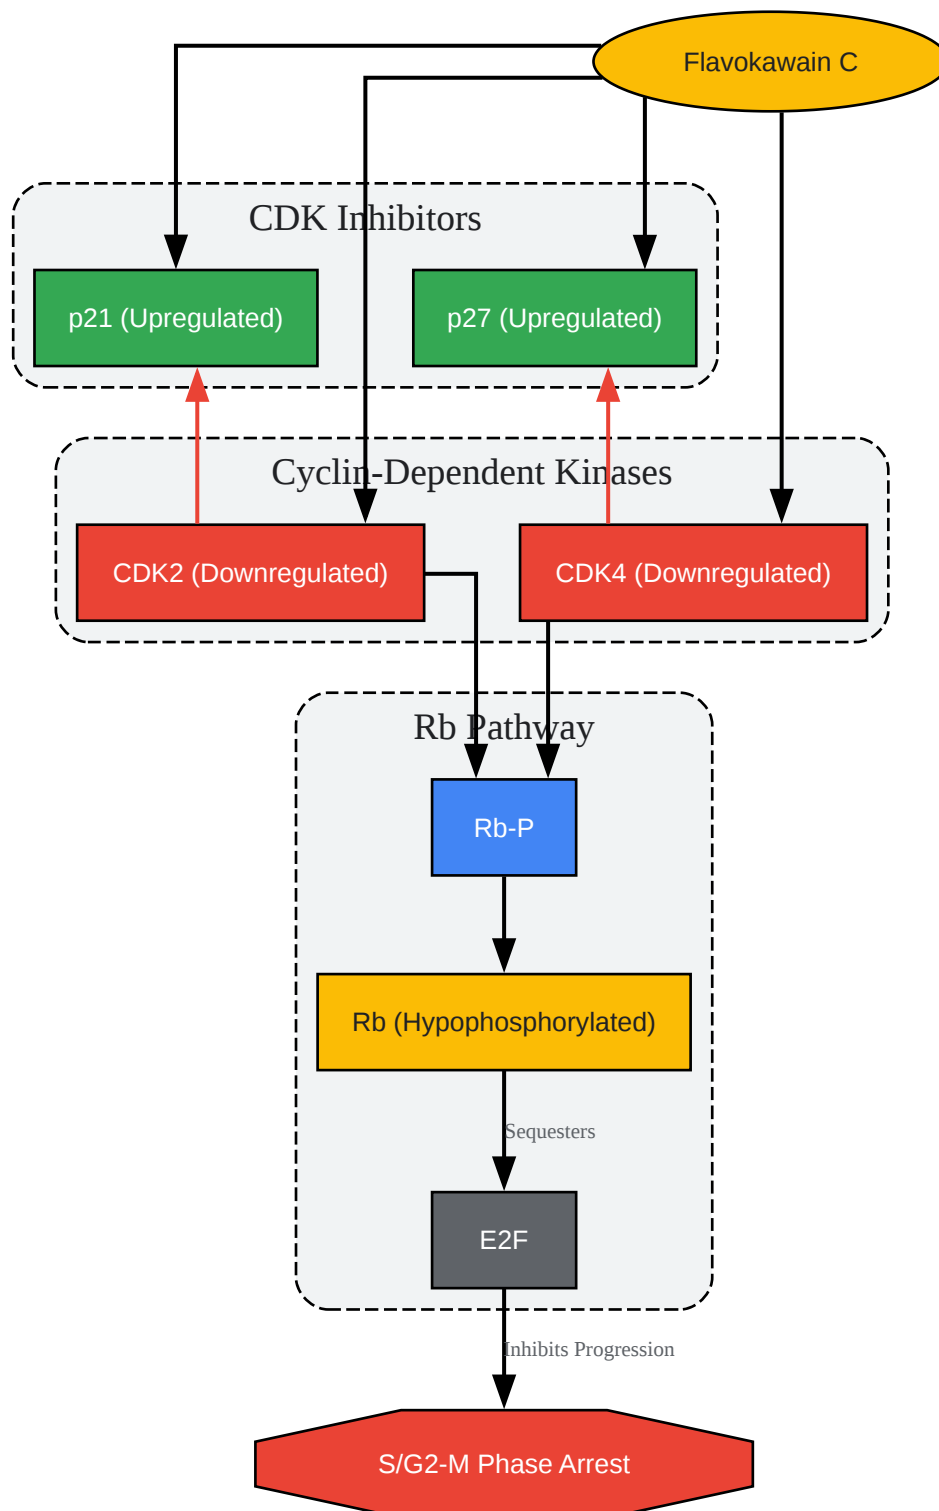 Flavokawain C
CDK Inhibitors
p21 (Upregulated)
p27 (Upregulated)
Cyclin-Dependent Kinases
CDK2 (Downregulated)
CDK4 (Downregulated)
Rb Pathway
Rb-P
Rb (Hypophosphorylated)
Sequesters
E2F
Inhibits Progression
S/G2-M Phase Arrest